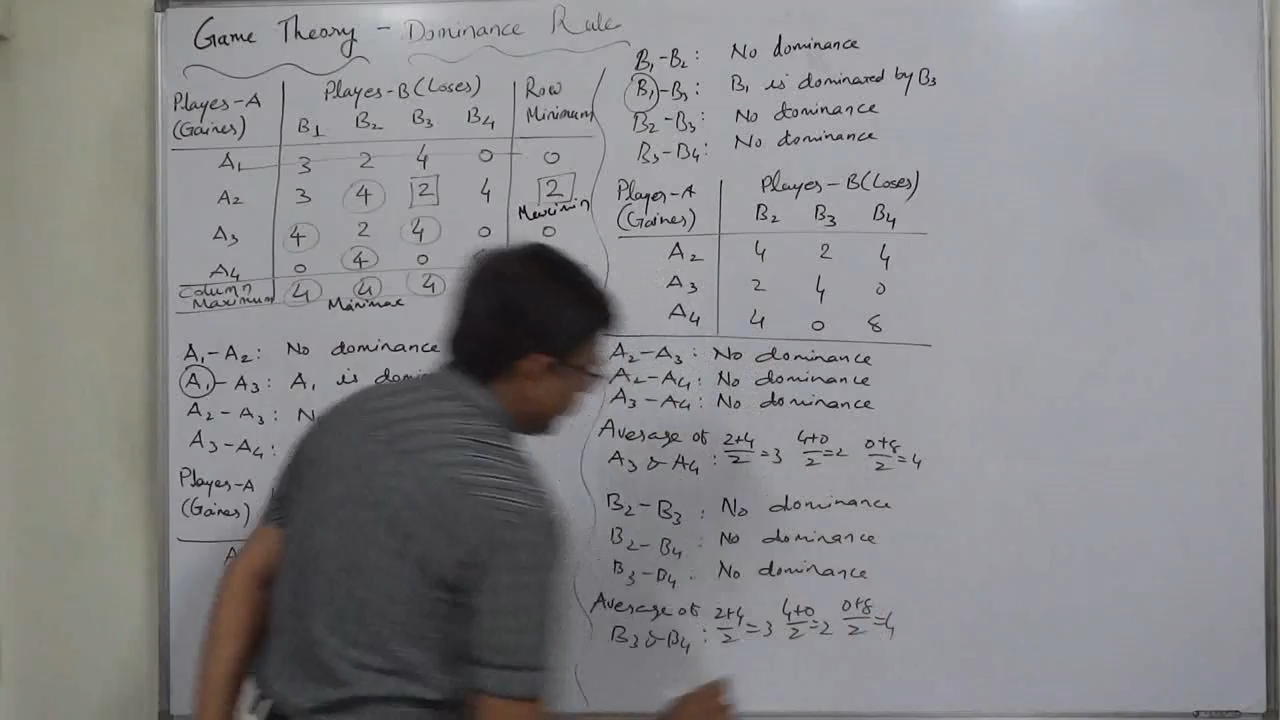 Game Theory - Dominance Rule
Player-A Player-B (Loses) Row
(Gaines) B1 B2 B3 B4 Minimum
A1 3 2 4 0 0
A2 3 4 2 4 2
Maximin
A3 4 2 4 0 0
A4 0 4 0
Column
Maximum 4 4 4
Minimax
A1-A2: No dominance
A1-A3: A1 is
A2-A3:
A3-A4:
Player-A
(Gaines)
B1-B2: No dominance
B1-B3: B1 is dominated by B3
B2-B3: No dominance
B3-B4: No dominance
Player-A Player-B (Loses)
(Gaines) B2 B3 B4
A2 4 2 4
A3 2 4 0
A4 4 0 8
A2-A3: No dominance
A2-A4: No dominance
A3-A4: No dominance
Average of 2+4/2=3 4+0/2=2 0+8/2=4
A3 & A4:
B2-B3: No dominance
B2-B4: No dominance
B3-B4: No dominance
Average of 2+4/2=3 4+0/2=2 0+8/2=4
B3 & B4: